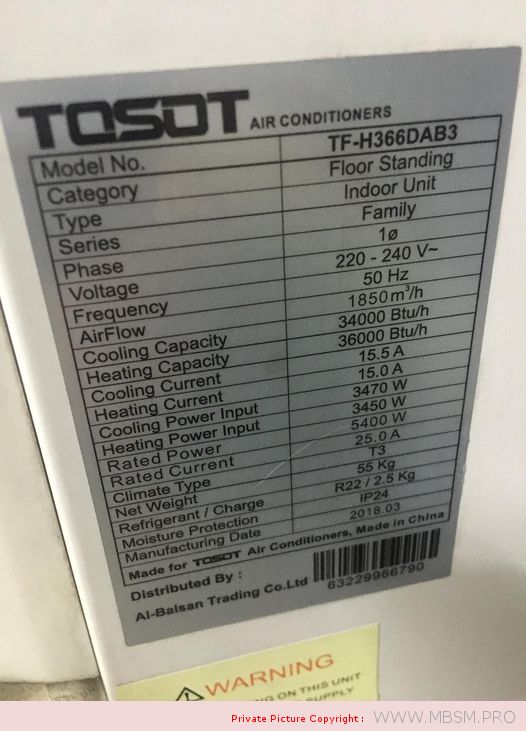 TOSOT AIR CONDITIONERS
Model No. TF-H366DAB3
Category Floor Standing
Type Indoor Unit
Series Family
Phase 1ø
Voltage 220 - 240 V~
Frequency 50 Hz
AirFlow 1850 m³/h
Cooling Capacity 34000 Btu/h
Heating Capacity 36000 Btu/h
Cooling Current 15.5 A
Heating Current 15.0 A
Cooling Power Input 3470 W
Heating Power Input 3450 W
Rated Power 5400 W
Rated Current 25.0 A
Climate Type T3
Net Weight 55 Kg
Refrigerant / Charge R22 / 2.5 Kg
Moisture Protection IP24
Manufacturing Date 2018.03
Made for TOSOT Air Conditioners, Made in China
Distributed By :
Al-Balsan Trading Co.Ltd 63229966790
WARNING
ON THIS UNIT
SUPPLY
Private Picture Copyright : WWW.MBSM.PRO